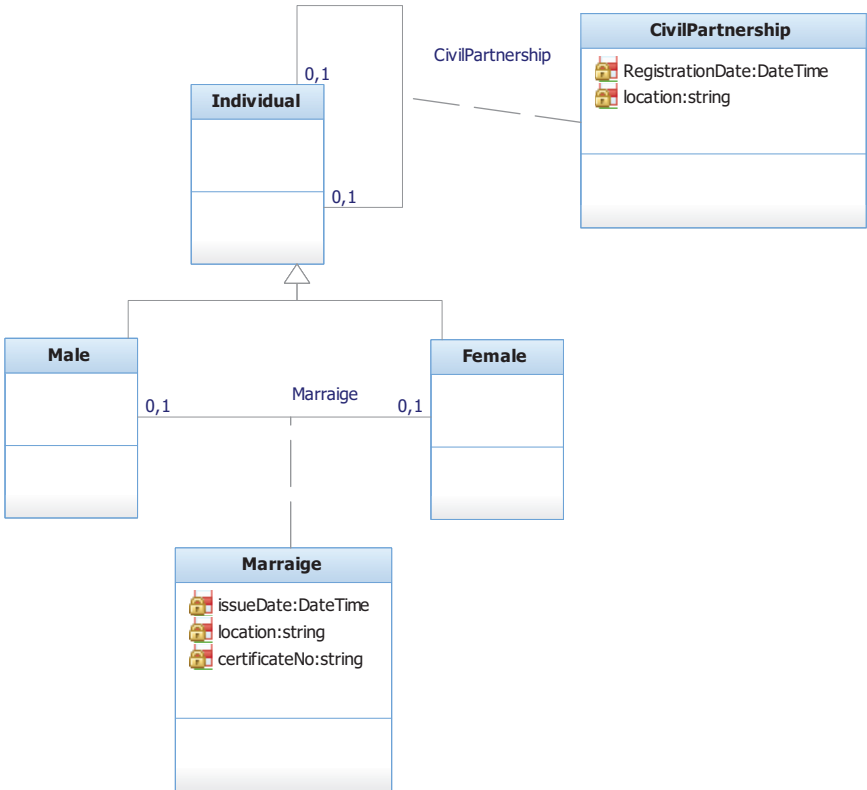 CivilPartnership
RegistrationDate:DateTime
location:string
CivilPartnership
0,1
Individual
0,1
Male
Female
Marraige
0,1
0,1
Marraige
issueDate:DateTime
location:string
certificateNo:string